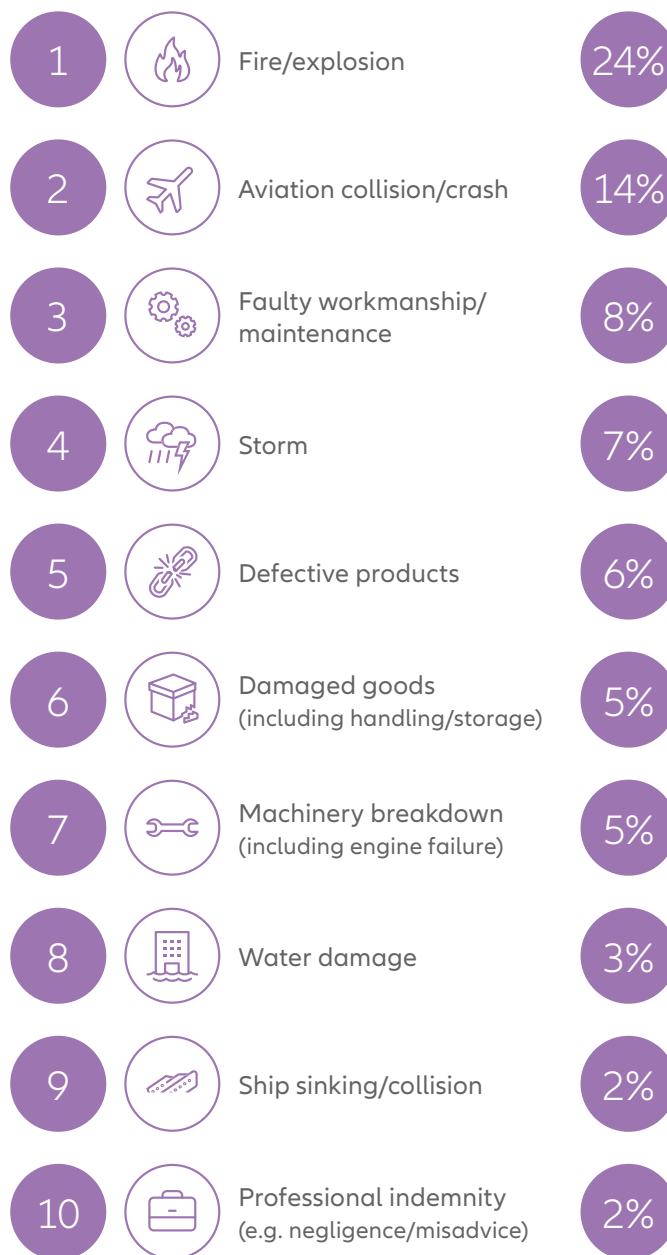 1 Fire/explosion 24%
2 Aviation collision/crash 14%
3 Faulty workmanship/
maintenance 8%
4 Storm 7%
5 Defective products 6%
6 Damaged goods
(including handling/storage) 5%
7 Machinery breakdown
(including engine failure) 5%
8 Water damage 3%
9 Ship sinking/collision 2%
10 Professional indemnity
(e.g. negligence/misadvice) 2%